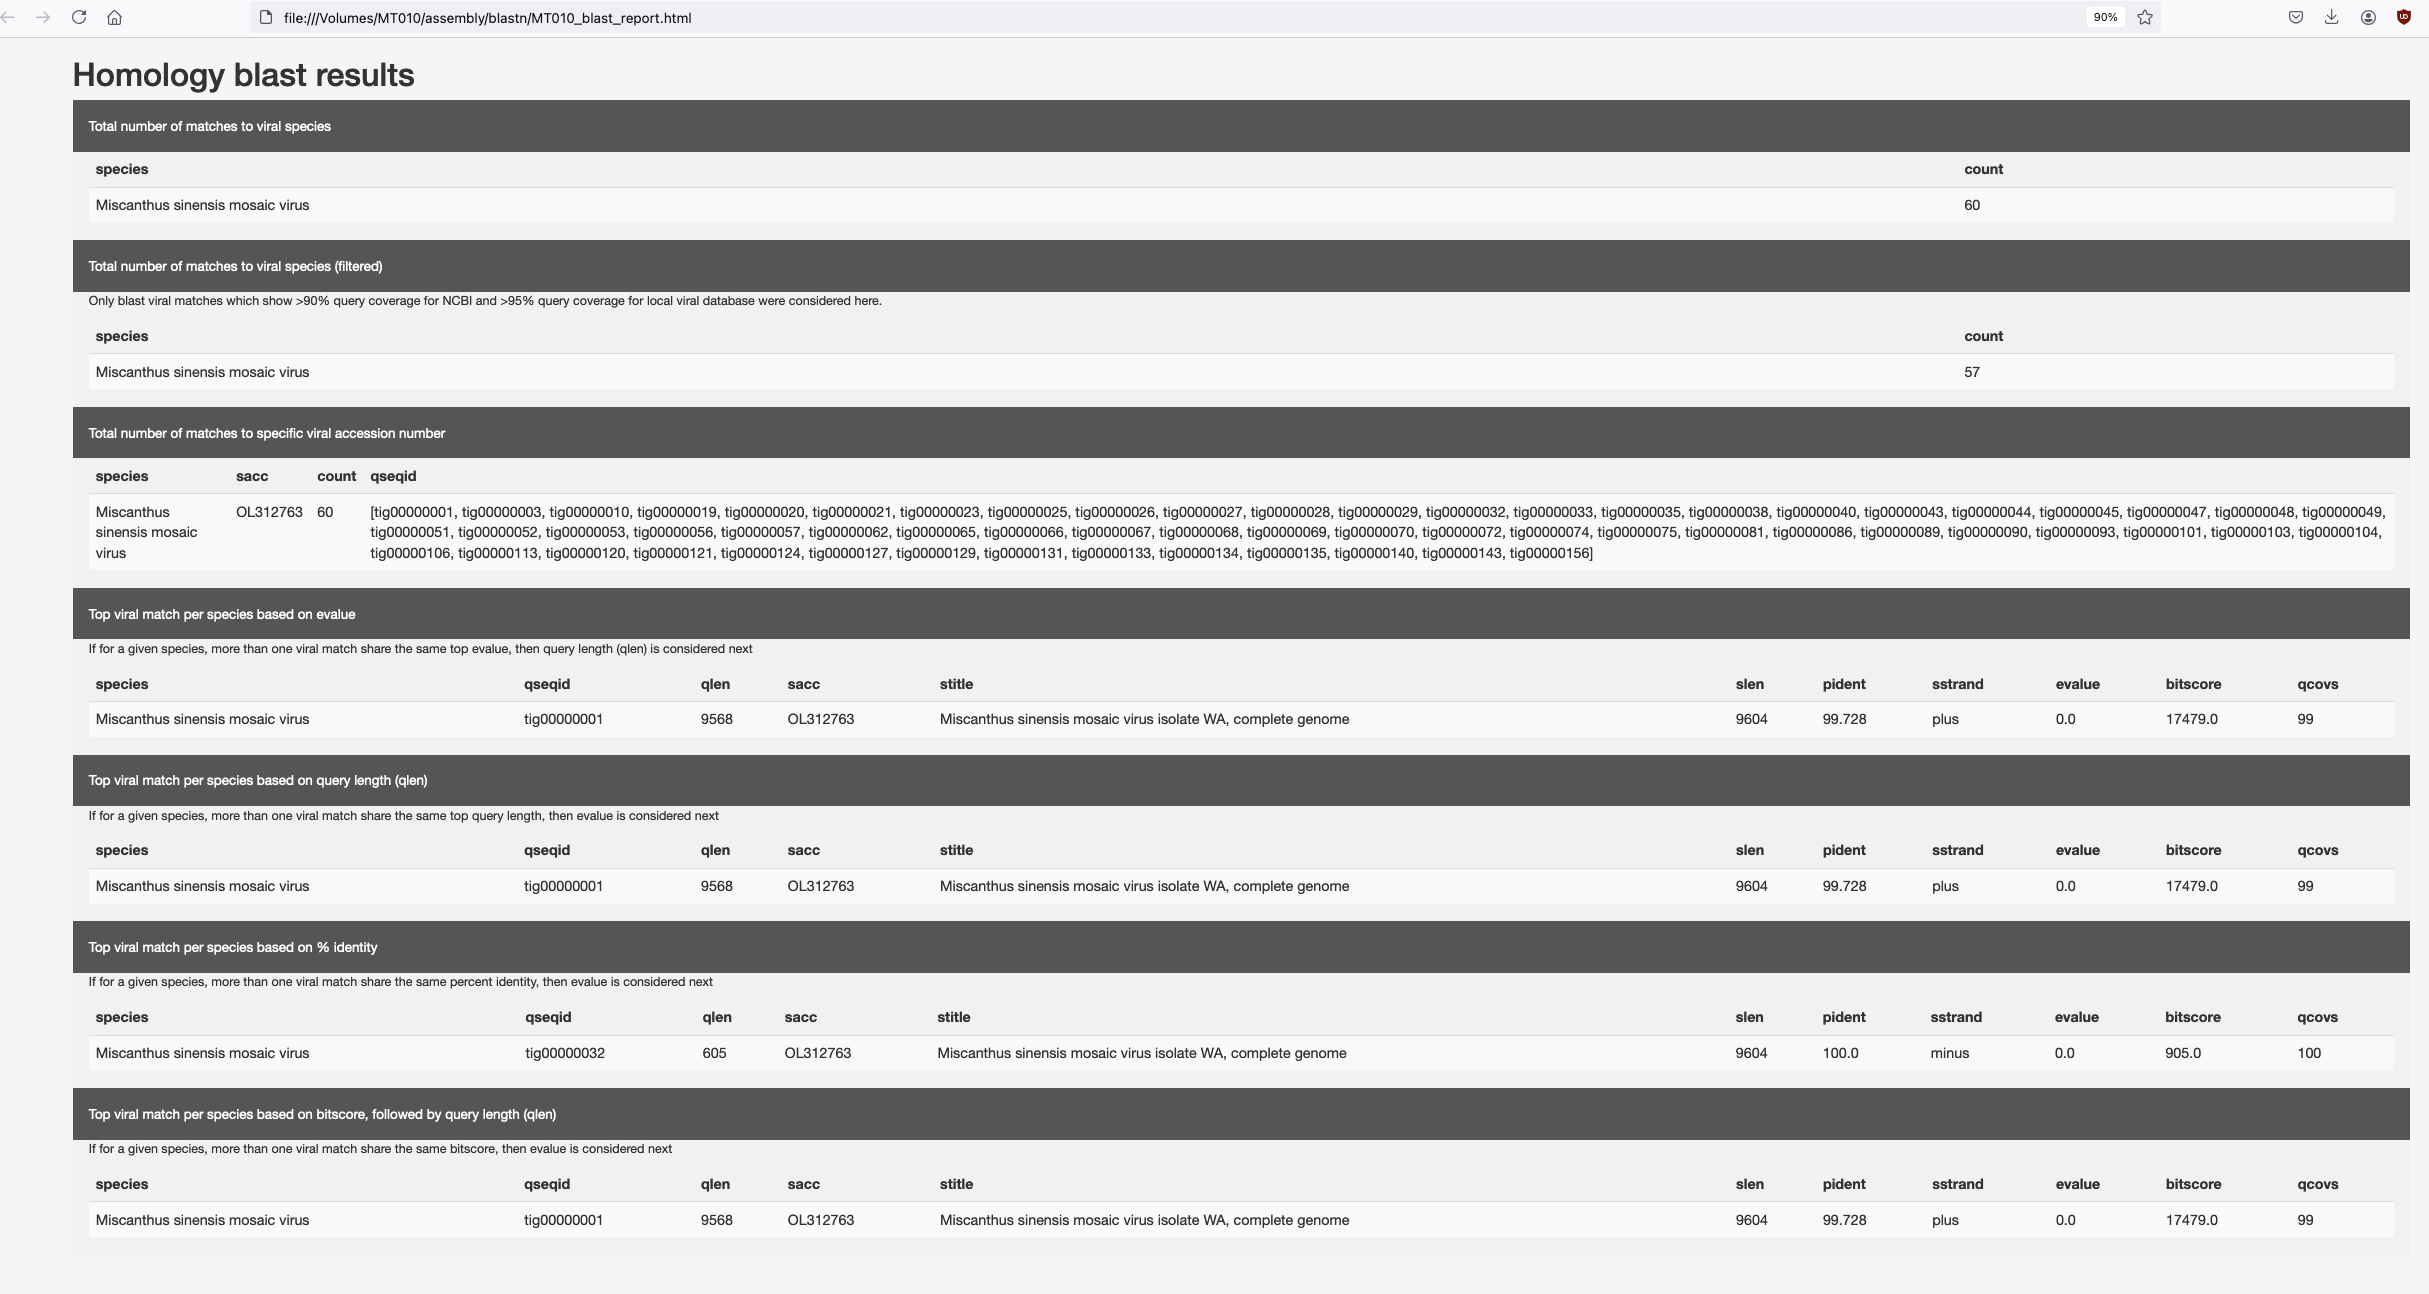 file:///Volumes/MT010/assembly/blastn/MT010_blast_report.html 90%
Homology blast results
Total number of matches to viral species
species count
Miscanthus sinensis mosaic virus 60
Total number of matches to viral species (filtered)
Only blast viral matches which show >90% query coverage for NCBI and >95% query coverage for local viral database were considered here.
species count
Miscanthus sinensis mosaic virus 57
Total number of matches to specific viral accession number
species sacc count qseqid
Miscanthus OL312763 60 [tig00000001, tig00000003, tig00000010, tig00000019, tig00000020, tig00000021, tig00000023, tig00000025, tig00000026, tig00000027, tig00000028, tig00000029, tig00000032, tig00000033, tig00000035, tig00000038, tig00000040, tig00000043, tig00000044, tig00000045, tig00000047, tig00000048, tig00000049,
sinensis mosaic tig00000051, tig00000052, tig00000053, tig00000056, tig00000057, tig00000062, tig00000065, tig00000066, tig00000067, tig00000068, tig00000069, tig00000070, tig00000072, tig00000074, tig00000075, tig00000081, tig00000086, tig00000089, tig00000090, tig00000093, tig00000101, tig00000103, tig00000104,
virus tig00000106, tig00000113, tig00000120, tig00000121, tig00000124, tig00000127, tig00000129, tig00000131, tig00000133, tig00000134, tig00000135, tig00000140, tig00000143, tig00000156]
Top viral match per species based on evalue
If for a given species, more than one viral match share the same top evalue, then query length (qlen) is considered next
species qseqid qlen sacc stitle slen pident sstrand evalue bitscore qcovs
Miscanthus sinensis mosaic virus tig00000001 9568 OL312763 Miscanthus sinensis mosaic virus isolate WA, complete genome 9604 99.728 plus 0.0 17479.0 99
Top viral match per species based on query length (qlen)
If for a given species, more than one viral match share the same top query length, then evalue is considered next
species qseqid qlen sacc stitle slen pident sstrand evalue bitscore qcovs
Miscanthus sinensis mosaic virus tig00000001 9568 OL312763 Miscanthus sinensis mosaic virus isolate WA, complete genome 9604 99.728 plus 0.0 17479.0 99
Top viral match per species based on % identity
If for a given species, more than one viral match share the same percent identity, then evalue is considered next
species qseqid qlen sacc stitle slen pident sstrand evalue bitscore qcovs
Miscanthus sinensis mosaic virus tig00000032 605 OL312763 Miscanthus sinensis mosaic virus isolate WA, complete genome 9604 100.0 minus 0.0 905.0 100
Top viral match per species based on bitscore, followed by query length (qlen)
If for a given species, more than one viral match share the same bitscore, then evalue is considered next
species qseqid qlen sacc stitle slen pident sstrand evalue bitscore qcovs
Miscanthus sinensis mosaic virus tig00000001 9568 OL312763 Miscanthus sinensis mosaic virus isolate WA, complete genome 9604 99.728 plus 0.0 17479.0 99